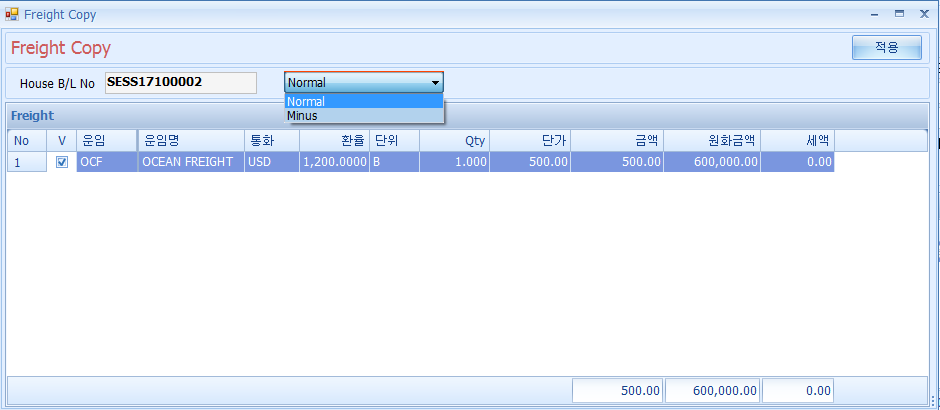 Freight Copy
Freight Copy
적용
House B/L No SESS17100002 Normal
Normal
Minus
Freight
No V 운임 운임명 통화 환율 단위 Qty 단가 금액 원화금액 세액
1 OCF OCEAN FREIGHT USD 1,200.0000 B 1.000 500.00 500.00 600,000.00 0.00
500.00 600,000.00 0.00